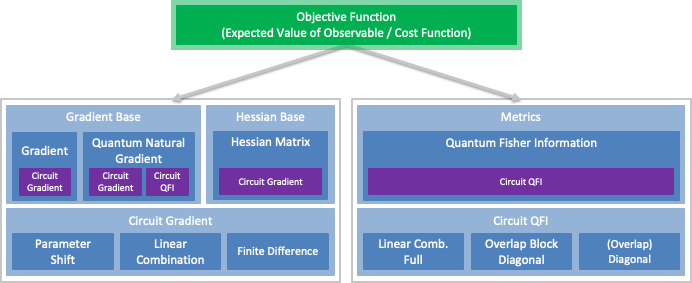 Objective Function
(Expected Value of Observable / Cost Function)
Gradient Base
Gradient
Circuit
Gradient
Quantum Natural
Gradient
Circuit
Gradient
Circuit
QFI
Hessian Base
Hessian Matrix
Circuit Gradient
Circuit Gradient
Parameter
Shift
Linear
Combination
Finite Difference
Metrics
Quantum Fisher Information
Circuit QFI
Circuit QFI
Linear Comb.
Full
Overlap Block
Diagonal
(Overlap)
Diagonal